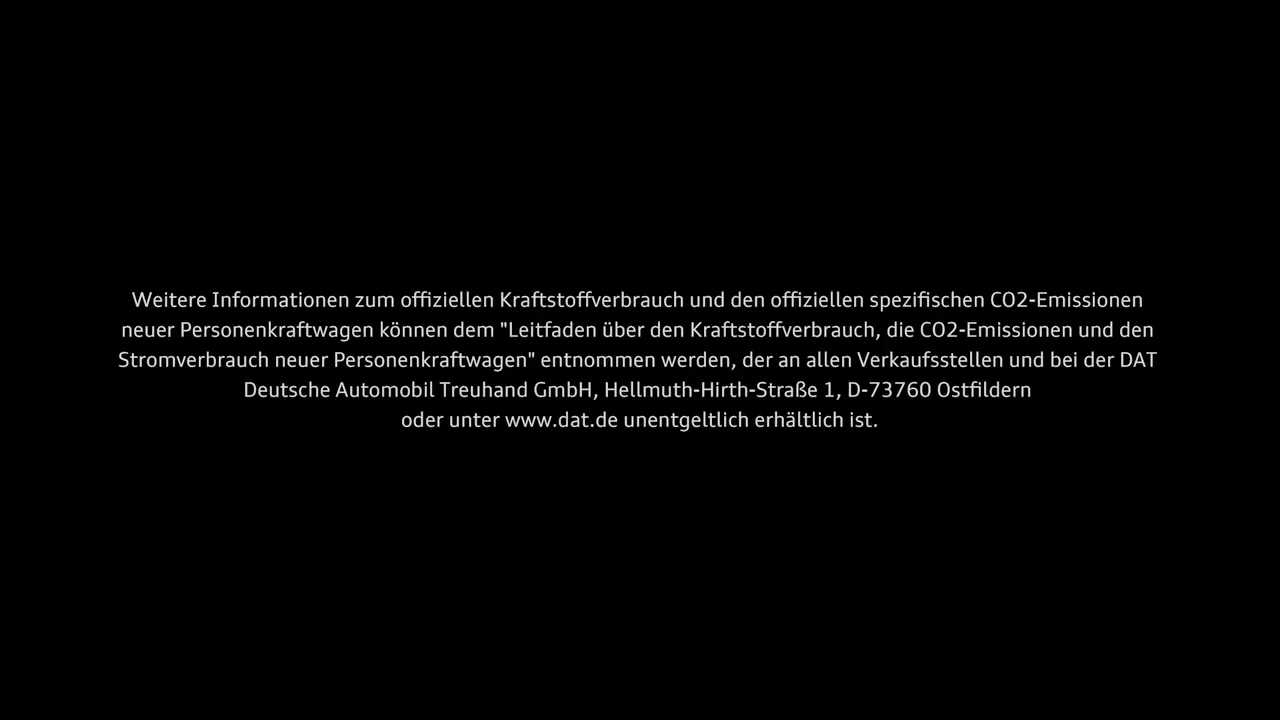 Weitere Informationen zum offiziellen Kraftstoffverbrauch und den offiziellen spezifischen CO2-Emissionen
neuer Personenkraftwagen können dem "Leitfaden über den Kraftstoffverbrauch, die CO2-Emissionen und den
Stromverbrauch neuer Personenkraftwagen" entnommen werden, der an allen Verkaufsstellen und bei der DAT
Deutsche Automobil Treuhand GmbH, Hellmuth-Hirth-Straße 1, D-73760 Ostfildern
oder unter www.dat.de unentgeltlich erhältlich ist.